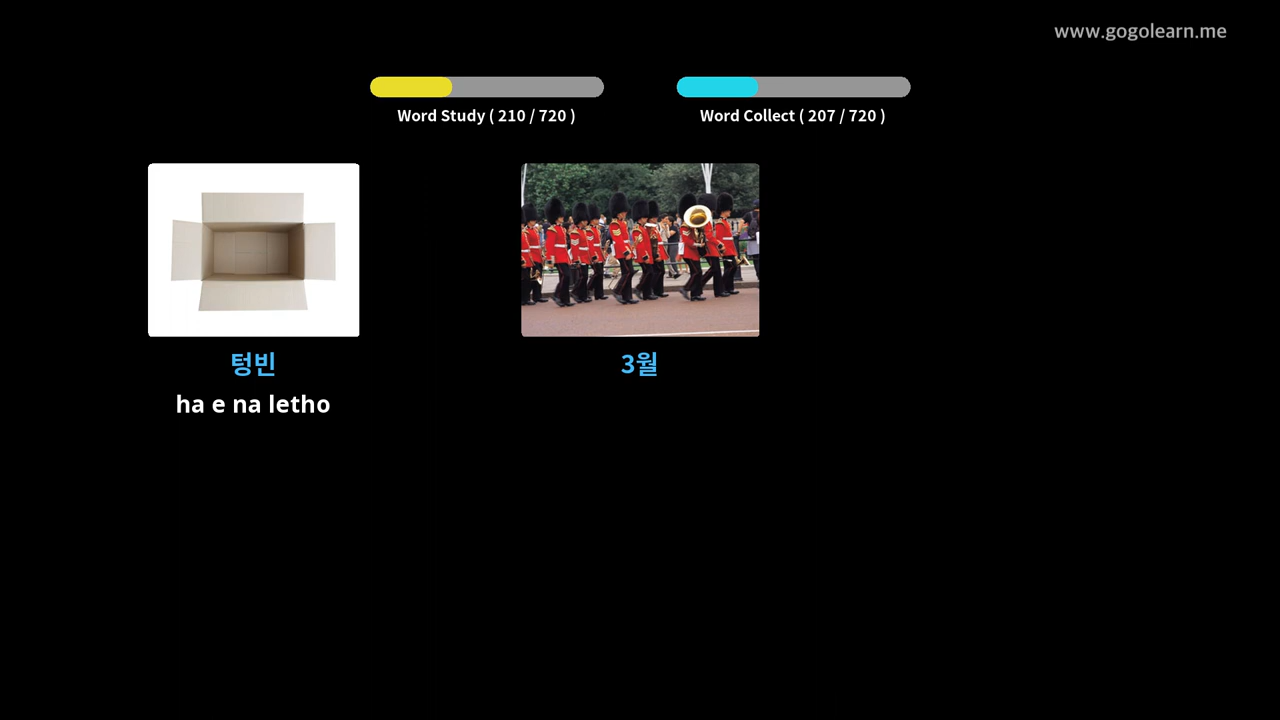 www.gogolearn.me
Word Study ( 210 / 720 )
Word Collect ( 207 / 720 )
텅빈
ha e na letho
3월